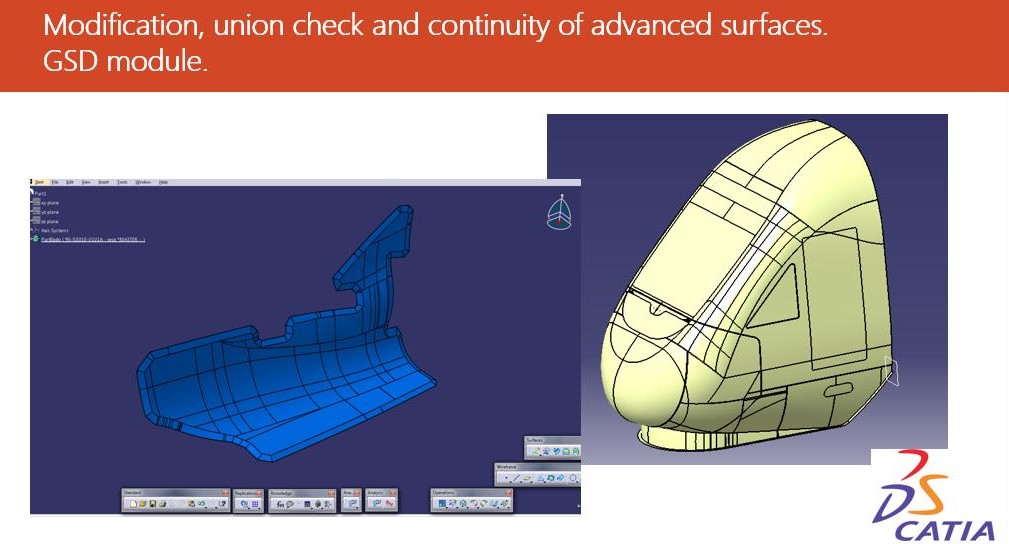 Modification, union check and continuity of advanced surfaces.
GSD module.
Start File Edit View Insert Tools Window Help
Part1
xy plane
yz plane
zx plane
Axis Systems
Surfaces
Wireframe
Standard
Replication
Knowledge
Analysis
Operations
DS
CATIA